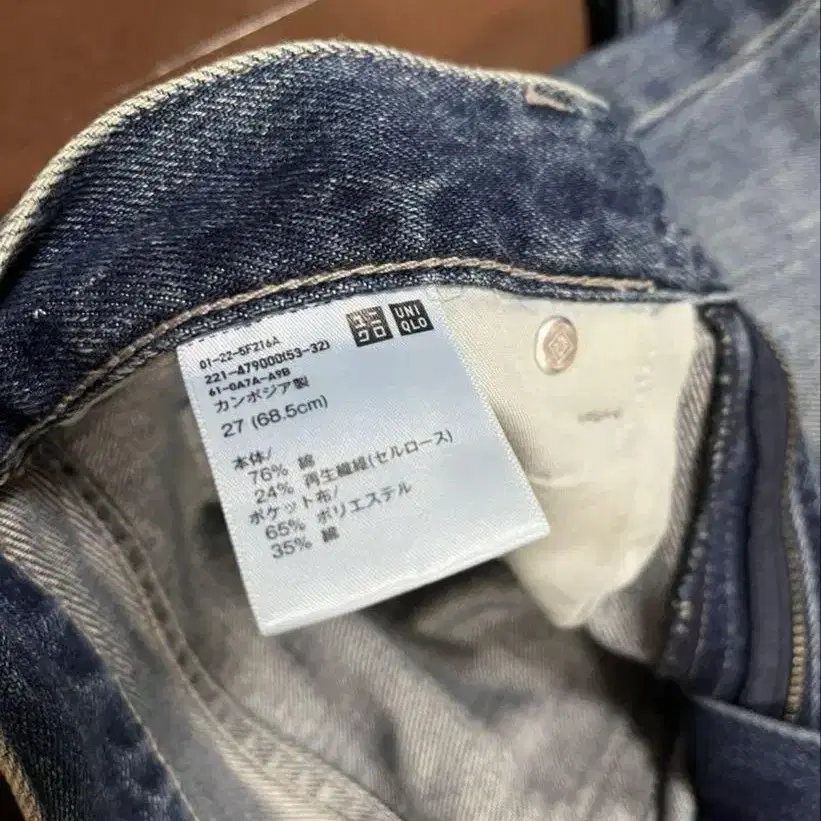 ユニクロ UNIQLO
01-22-5F216A
221-479000(53-32)
61-0A7A-A9B
カンボジア製
27 (68.5cm)
本体/
76% 綿
24% 再生繊維(セルロース)
ポケット布/
65% ポリエステル
35% 綿